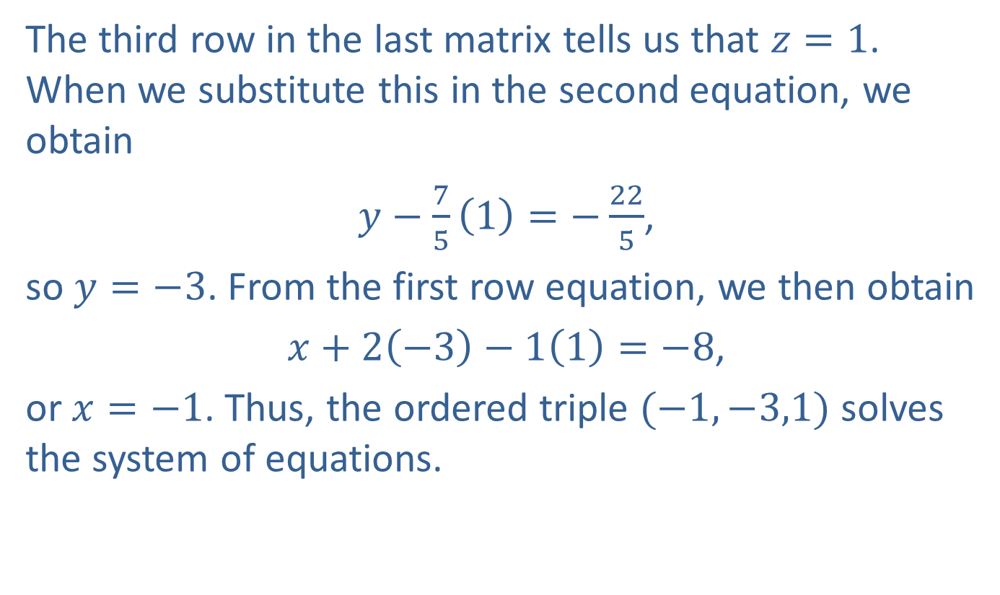 The third row in the last matrix tells us that z = 1.
When we substitute this in the second equation, we
obtain
y − 7/5 (1) = − 22/5,
so y = −3. From the first row equation, we then obtain
x + 2(−3) − 1(1) = −8,
or x = −1. Thus, the ordered triple (−1, −3,1) solves
the system of equations.